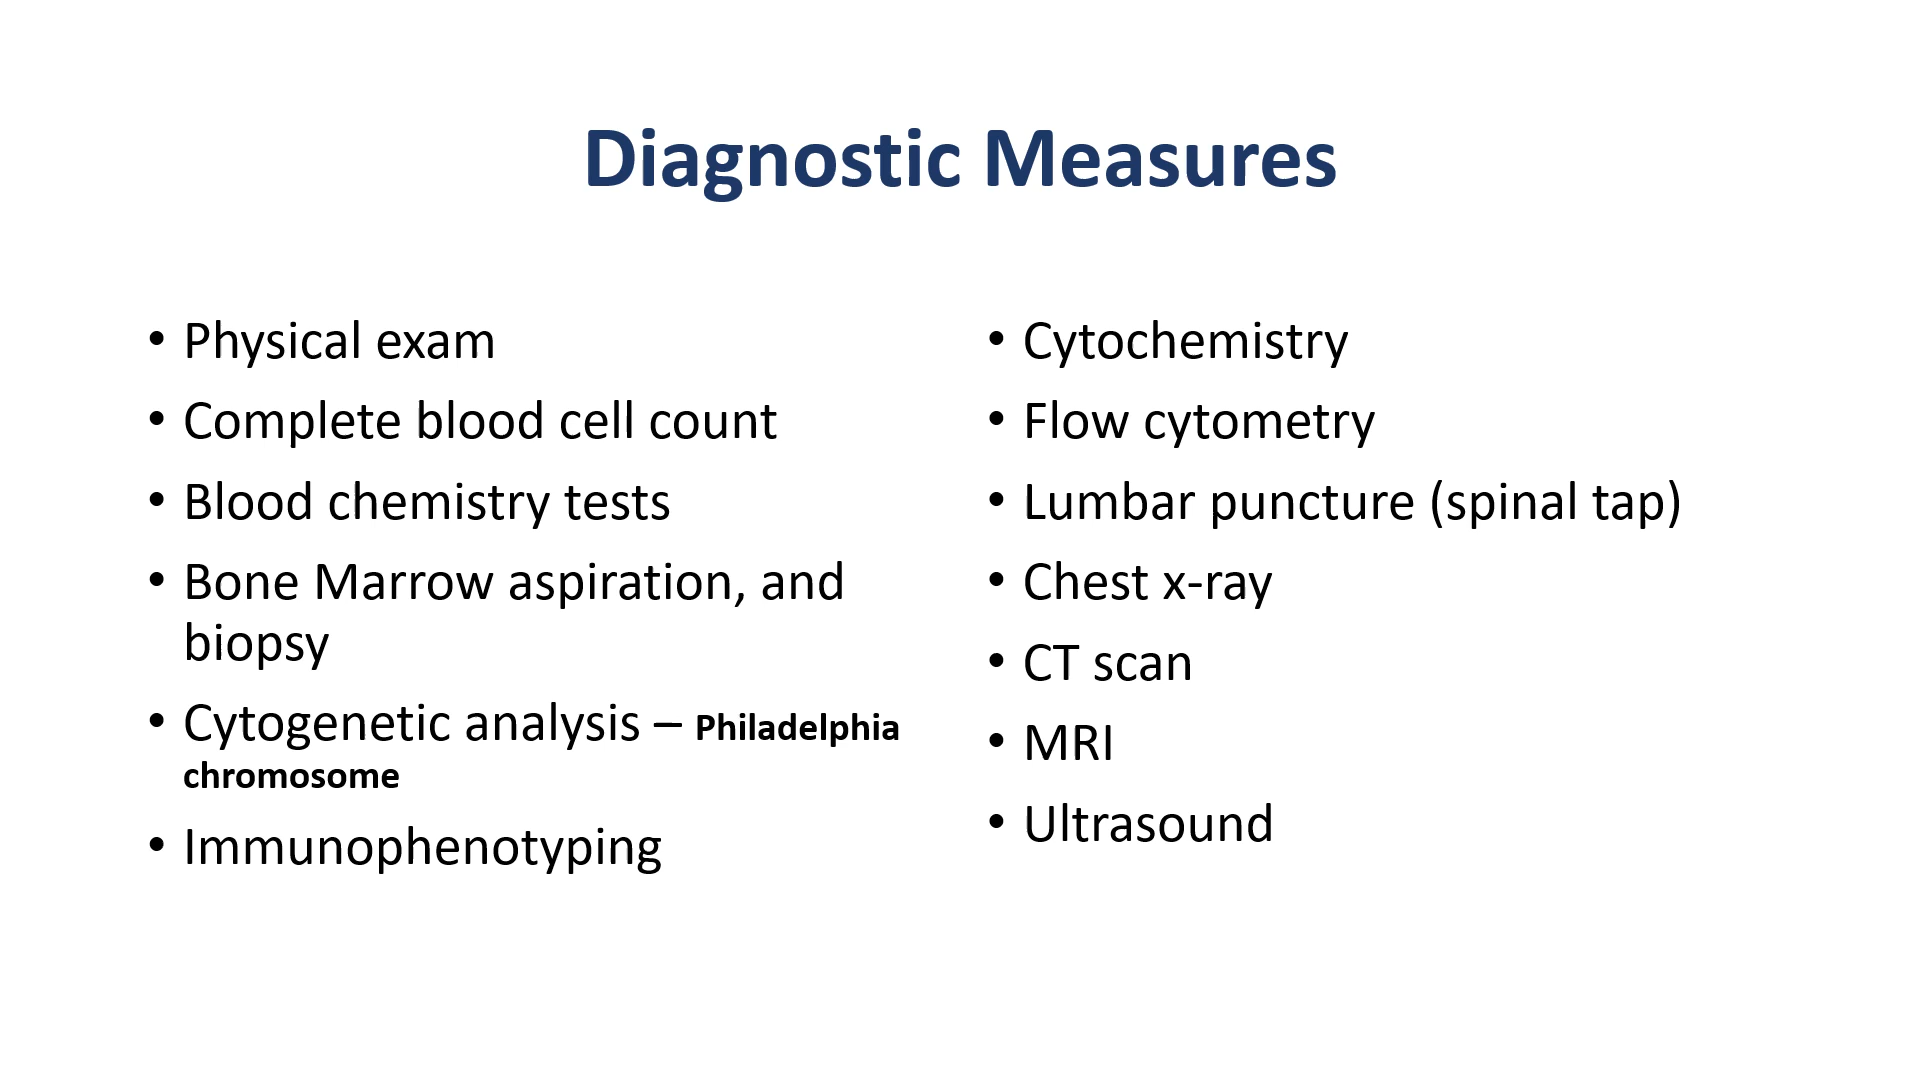 Diagnostic Measures
• Physical exam
• Complete blood cell count
• Blood chemistry tests
• Bone Marrow aspiration, and
biopsy
• Cytogenetic analysis – Philadelphia
chromosome
• Immunophenotyping
• Cytochemistry
• Flow cytometry
• Lumbar puncture (spinal tap)
• Chest x-ray
• CT scan
• MRI
• Ultrasound